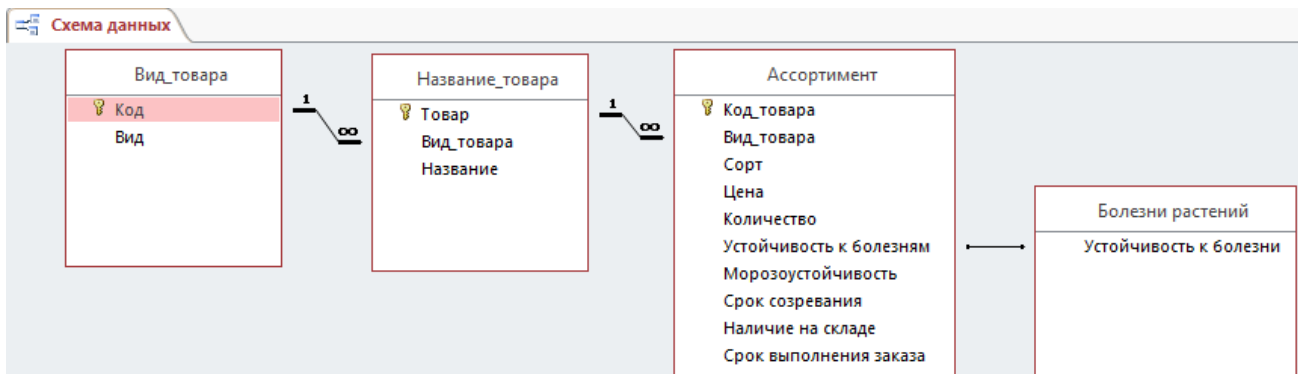 Схема данных
Вид_товара
Код
Вид
1
∞
Название_товара
Товар
Вид_товара
Название
1
∞
Ассортимент
Код_товара
Вид_товара
Сорт
Цена
Количество
Устойчивость к болезням
Морозоустойчивость
Срок созревания
Наличие на складе
Срок выполнения заказа
Болезни растений
Устойчивость к болезни